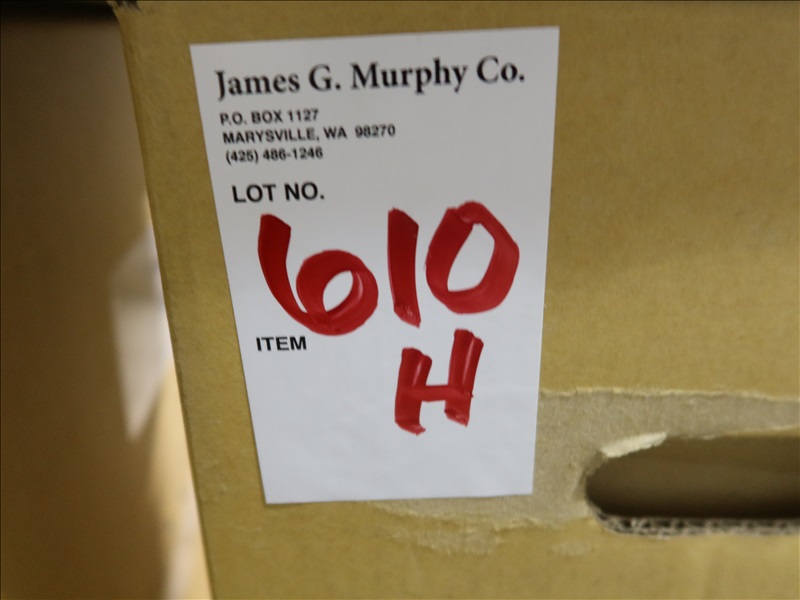 James G. Murphy Co.
P.O. BOX 1127
MARYSVILLE, WA 98270
(425) 486-1246
LOT NO.
610
ITEM
H